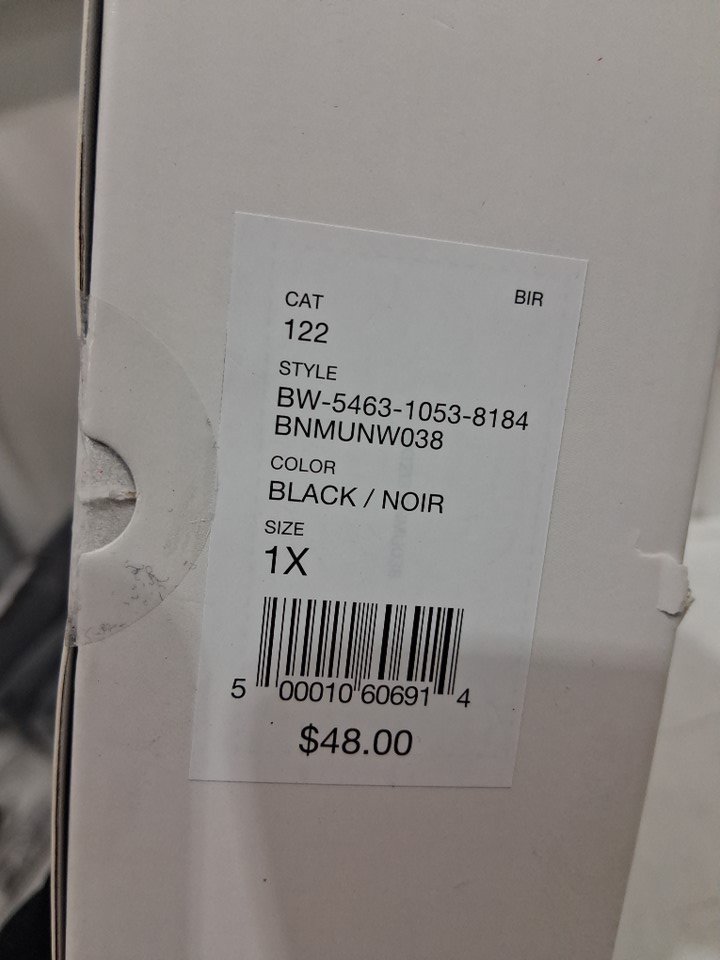 CAT
BIR
122
STYLE
BW-5463-1053-8184
BNMUNW038
COLOR
BLACK / NOIR
SIZE
1X
5 00010 60691 4
$48.00